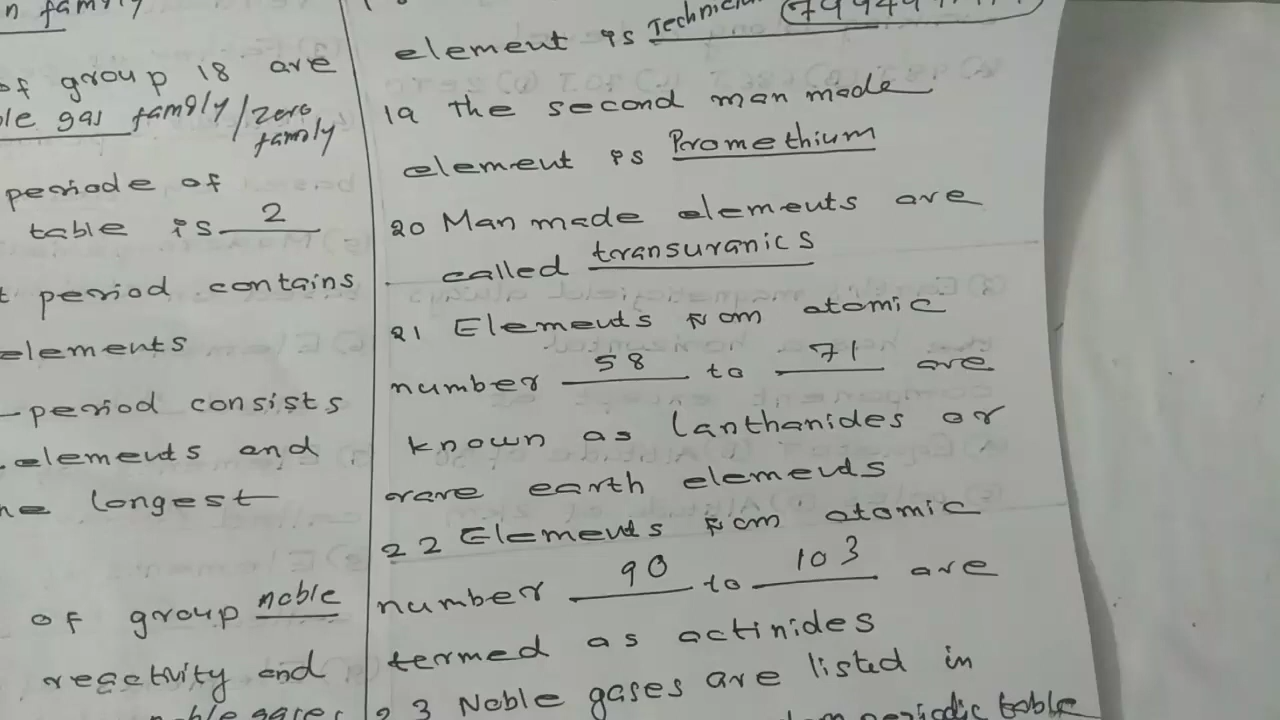 family
of group 18 are
gas family/zero
family
periode of
table is 2
period contains
elements
period consists
elements and
longest
of group noble
reactivity and
element is
19 the second man made
element is Promethium
20 Man made elements are
called transuranics
21 Elements from atomic
number 58 to 71 are
known as lanthanides or
rare earth elements
22 Elements from atomic
number 90 to 103 are
termed as actinides
23 Noble gases are listed in
periodic table